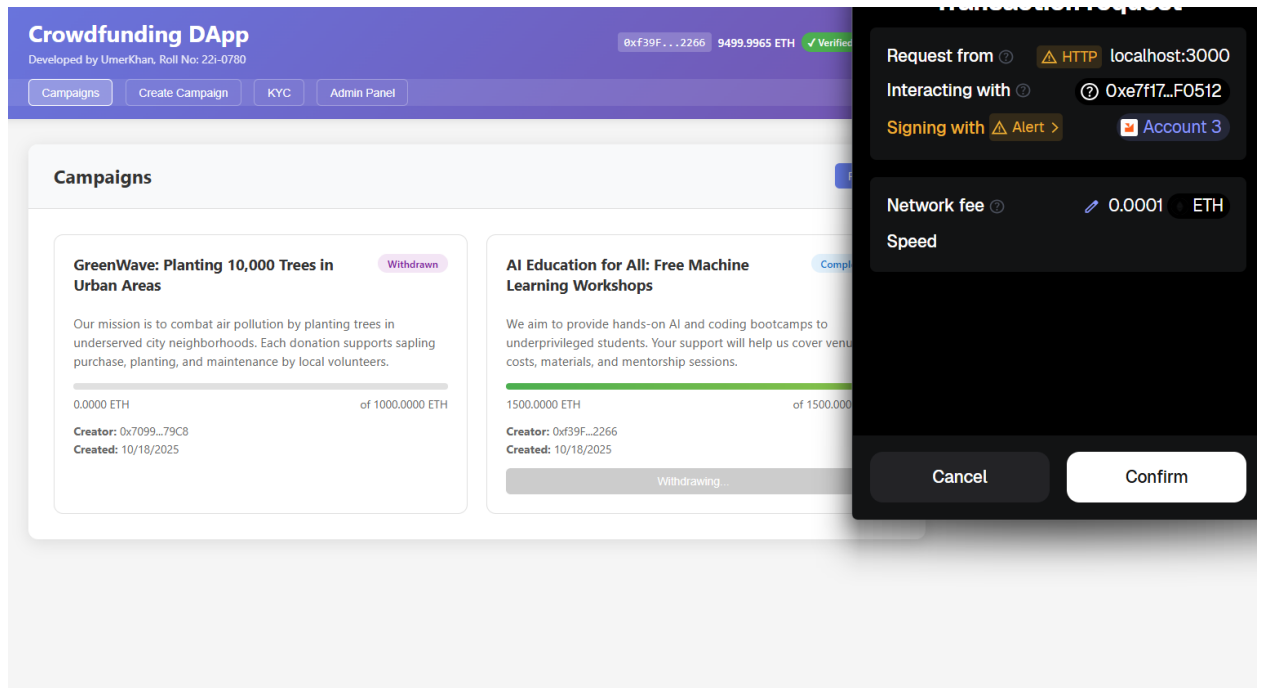 Crowdfunding DApp
Developed by UmerKhan, Roll No: 22i-0780
0xf39F...2266 9499.9965 ETH ✓ Verified
Campaigns Create Campaign KYC Admin Panel
Campaigns
GreenWave: Planting 10,000 Trees in
Urban Areas
Withdrawn
Our mission is to combat air pollution by planting trees in
underserved city neighborhoods. Each donation supports sapling
purchase, planting, and maintenance by local volunteers.
0.0000 ETH of 1000.0000 ETH
Creator: 0x7099...79C8
Created: 10/18/2025
AI Education for All: Free Machine
Learning Workshops
Compl
We aim to provide hands-on AI and coding bootcamps to
underprivileged students. Your support will help us cover venu
costs, materials, and mentorship sessions.
1500.0000 ETH of 1500.000
Creator: 0xf39F...2266
Created: 10/18/2025
Withdrawing...
Transaction request
Request from HTTP localhost:3000
Interacting with 0xe7f17...F0512
Signing with Alert > Account 3
Network fee 0.0001 ETH
Speed
Cancel Confirm